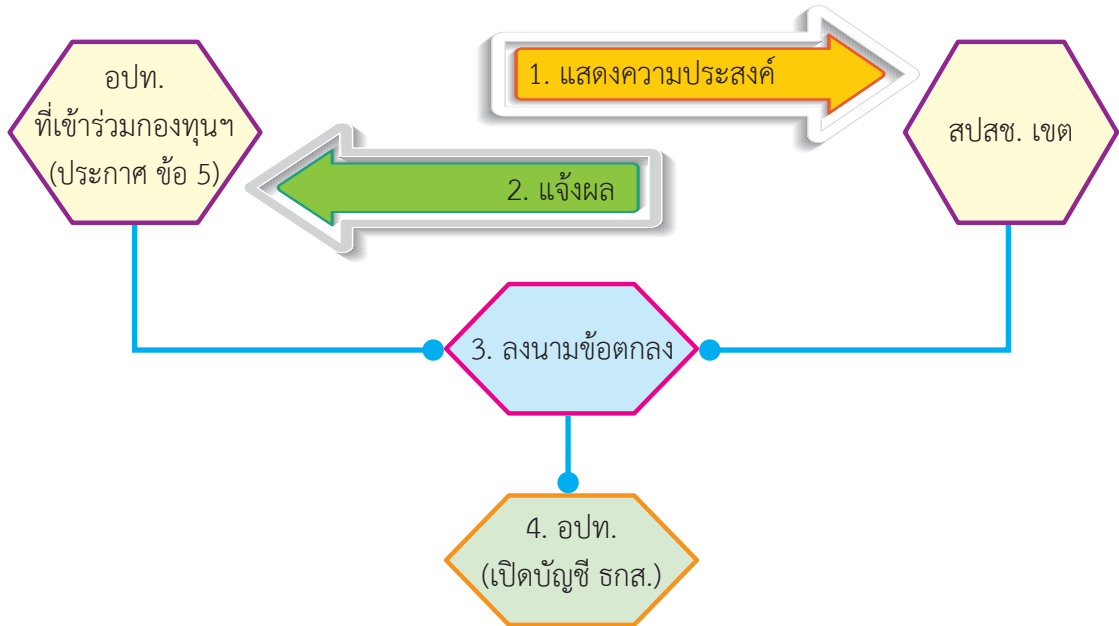 อปท.
ที่เข้าร่วมกองทุนฯ
(ประกาศ ข้อ 5)
1. แสดงความประสงค์
สปสช. เขต
2. แจ้งผล
3. ลงนามข้อตกลง
4. อปท.
(เปิดบัญชี ธกส.)